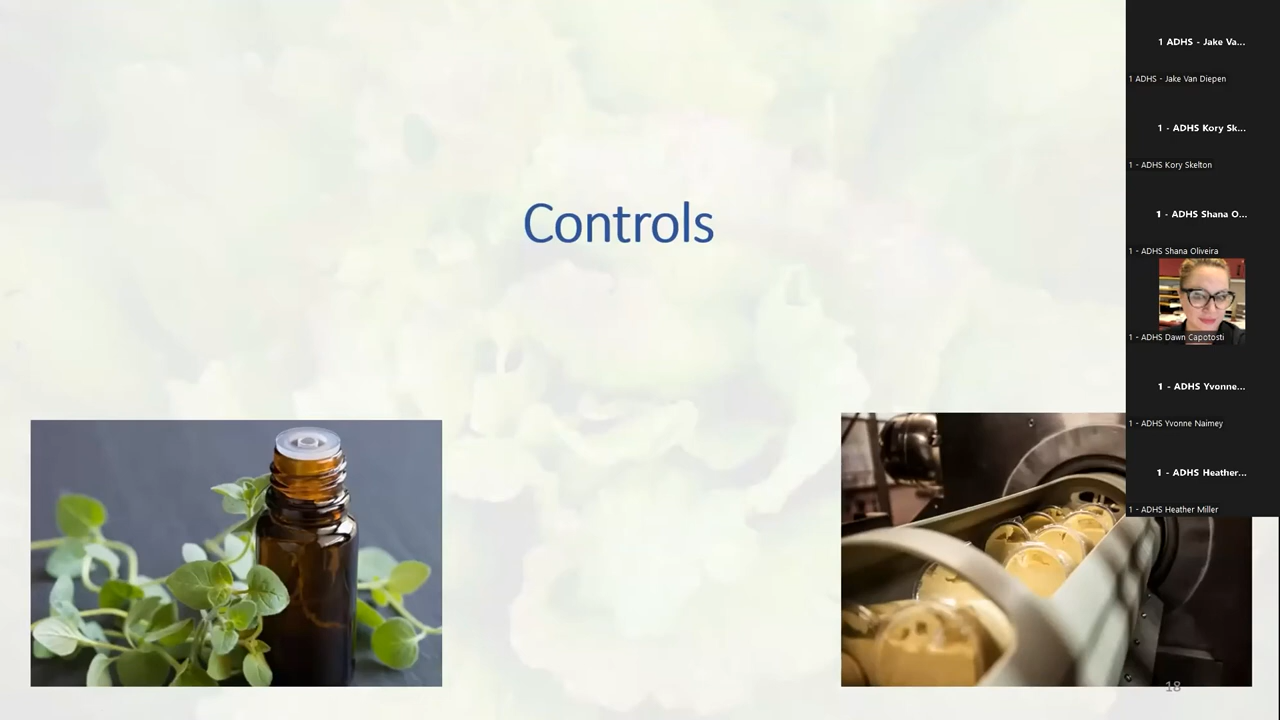 Controls
18
1 ADHS - Jake Va...
1 ADHS - Jake Van Diepen
1 - ADHS Kory Sk...
1 - ADHS Kory Skelton
1 - ADHS Shana O...
1 - ADHS Shana Oliveira
1 - ADHS Dawn Capotosti
1 - ADHS Yvonne...
1 - ADHS Yvonne Naimey
1 - ADHS Heather...
1 - ADHS Heather Miller